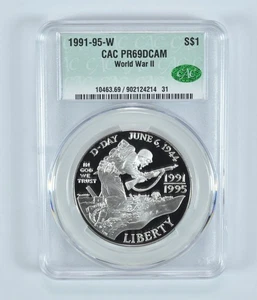 1991-95-W S$1
CAC PR69DCAM
World War II
CAC
10463.69 / 902124214 31
D-DAY JUNE 6, 1944
IN
GOD
WE
TRUST
1991
1995
LIBERTY